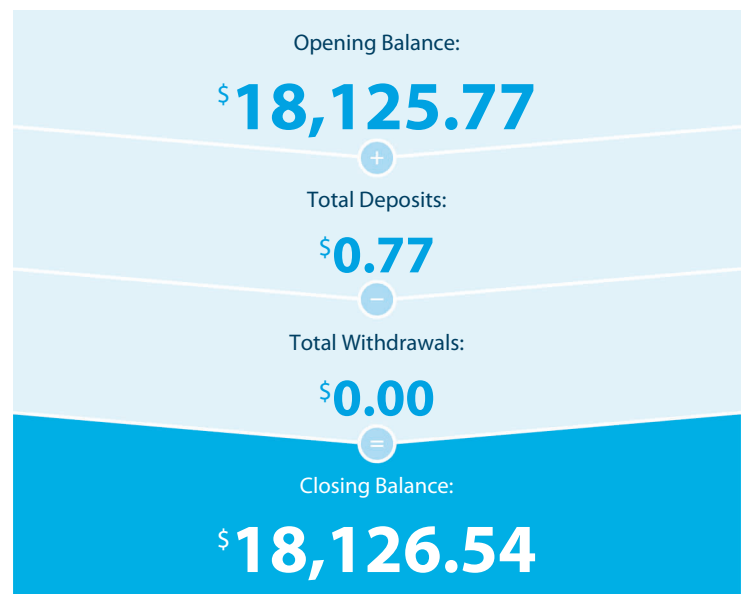 Opening Balance:
$18,125.77
+
Total Deposits:
$0.77
−
Total Withdrawals:
$0.00
=
Closing Balance:
$18,126.54